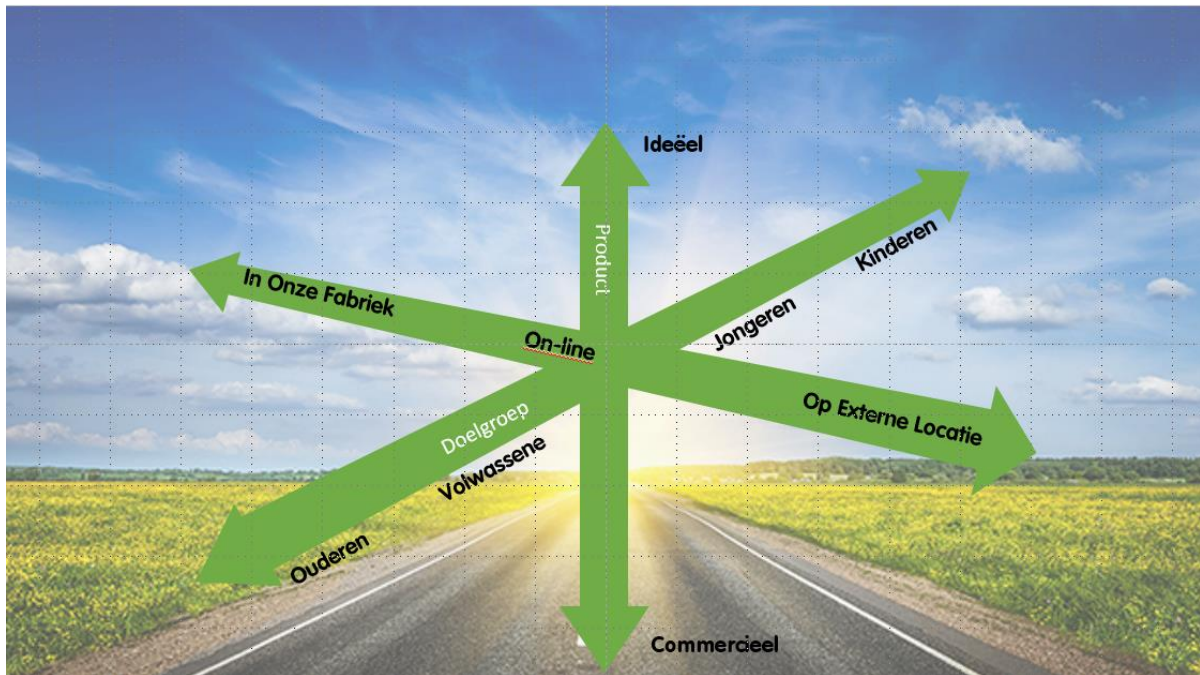 Ideëel
Product
Kinderen
In Onze Fabriek
Jongeren
On-line
Op Externe Locatie
Doelgroep
Volwassene
Ouderen
Commercieel